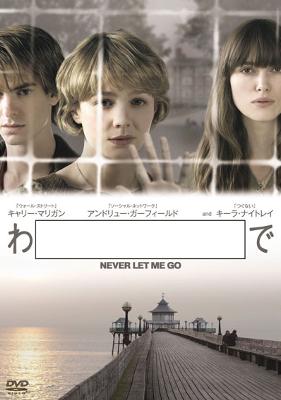 『ウォール・ストリート』 『ソーシャル・ネットワーク』 『つぐない』
キャリー・マリガン アンドリュー・ガーフィールド and キーラ・ナイトレイ
わ で
NEVER LET ME GO
DVD
VIDEO